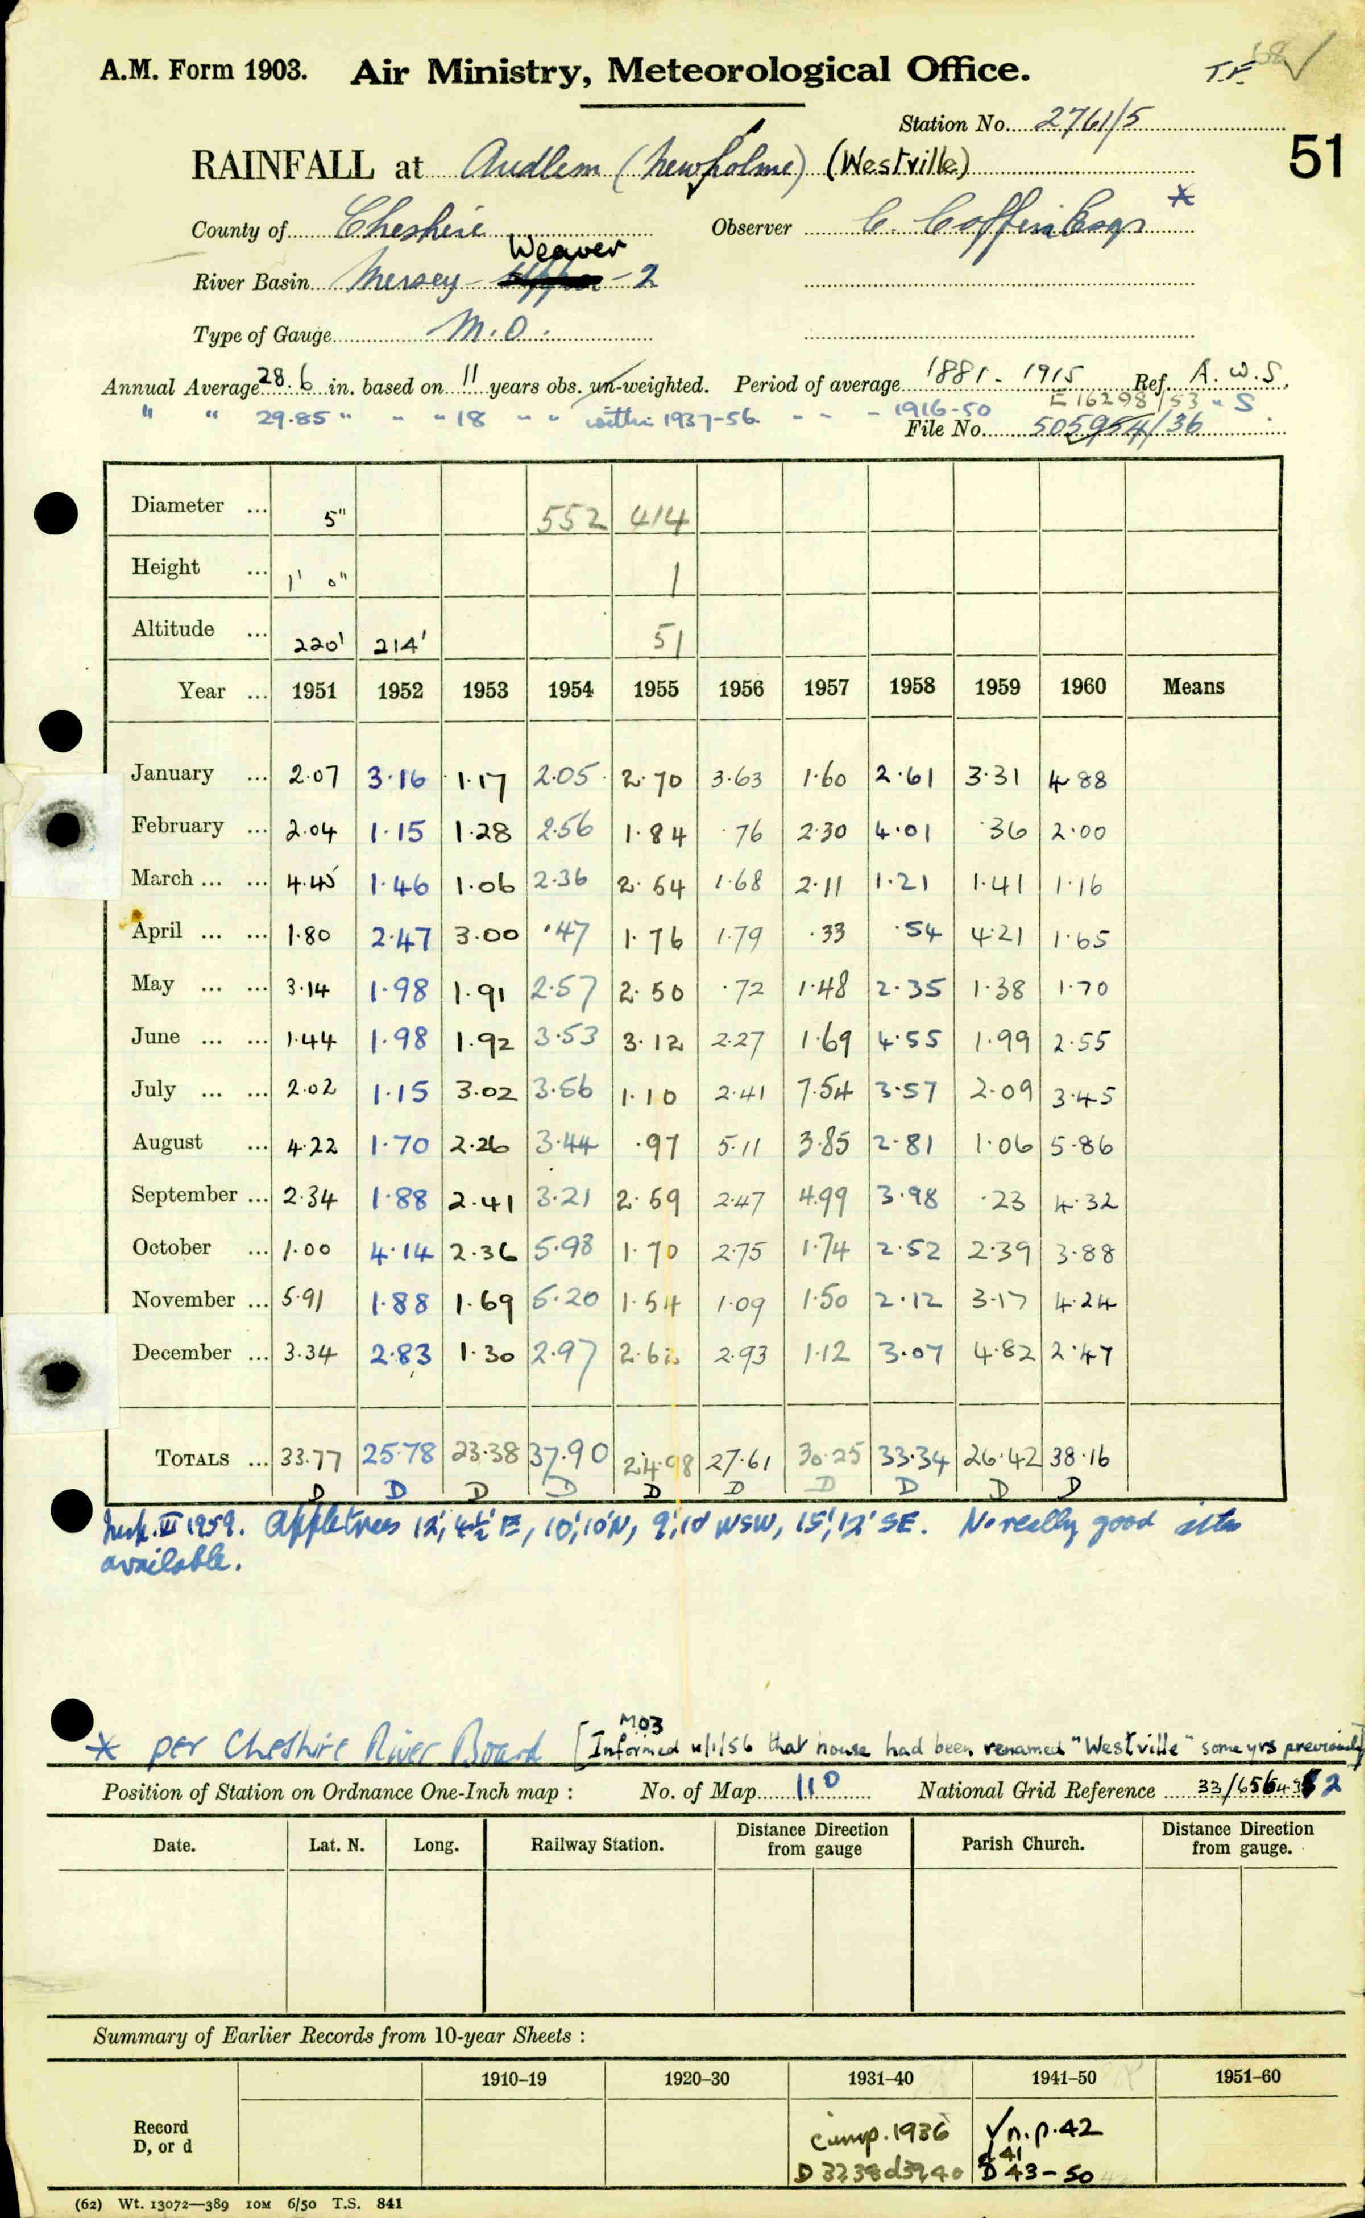 A.M. Form 1903. Air Ministry, Meteorological Office. T.F.
Station No. 2761/5
51
RAINFALL at Audlem (Newholme) (Westville)
County of Cheshire Observer C. Coffin Esqr *
Weaver
River Basin Mersey - 2
Type of Gauge M.O.
Annual Average 28.6 in. based on 11 years obs. un-weighted. Period of average 1881 - 1915 Ref. A.W.S.
" " 29.85 " " " 18 " " within 1937-56 - - - 1916-50 E 16298/53 " S
File No. 505954/36
Diameter ... 5" 552 414
Height ... 1' 0" 1
Altitude ... 220' 214' 51
Year ... 1951 1952 1953 1954 1955 1956 1957 1958 1959 1960 Means
January ... 2.07 3.16 1.17 2.05 2.70 3.63 1.60 2.61 3.31 4.88
February ... 2.04 1.15 1.28 2.56 1.84 .76 2.30 4.01 .36 2.00
March ... ... 4.45 1.46 1.06 2.36 2.54 1.68 2.11 1.21 1.41 1.16
April ... ... 1.80 2.47 3.00 .47 1.76 1.79 .33 .54 4.21 1.65
May ... ... 3.14 1.98 1.91 2.57 2.50 .72 1.48 2.35 1.38 1.70
June ... ... 1.44 1.98 1.92 3.53 3.12 2.27 1.69 4.55 1.99 2.55
July ... ... 2.02 1.15 3.02 3.56 1.10 2.41 7.54 3.57 2.09 3.45
August ... 4.22 1.70 2.26 3.44 .97 5.11 3.85 2.81 1.06 5.86
September ... 2.34 1.88 2.41 3.21 2.59 2.47 4.99 3.98 .23 4.32
October ... 1.00 4.14 2.36 5.98 1.70 2.75 1.74 2.52 2.39 3.88
November ... 5.91 1.88 1.69 5.20 1.54 1.09 1.50 2.12 3.17 4.24
December ... 3.34 2.83 1.30 2.97 2.62 2.93 1.12 3.07 4.82 2.47
TOTALS ... 33.77 25.78 23.38 37.90 24.98 27.61 30.25 33.34 26.42 38.16
D D D D D D D D D D
Insp. III 1959. Appletrees 12', 4½' E, 10', 10'N, 9', 10' WSW, 15', 12' SE. No really good site
available.
* per Cheshire River Board [Informed MO3 11/1/56 that house had been renamed "Westville" some yrs previously]
Position of Station on Ordnance One-Inch map : No. of Map 110 National Grid Reference 33/656
Date. Lat. N. Long. Railway Station. Distance Direction from gauge Parish Church. Distance Direction from gauge.
Summary of Earlier Records from 10-year Sheets :
1910–19 1920–30 1931–40 1941–50 1951–60
Record
D, or d
comp. 1936 √ n.p. 42
D 37,38 d 39,40 d 41 D 43 - 50
(62) Wt. 13072—389 10M 6/50 T.S. 841